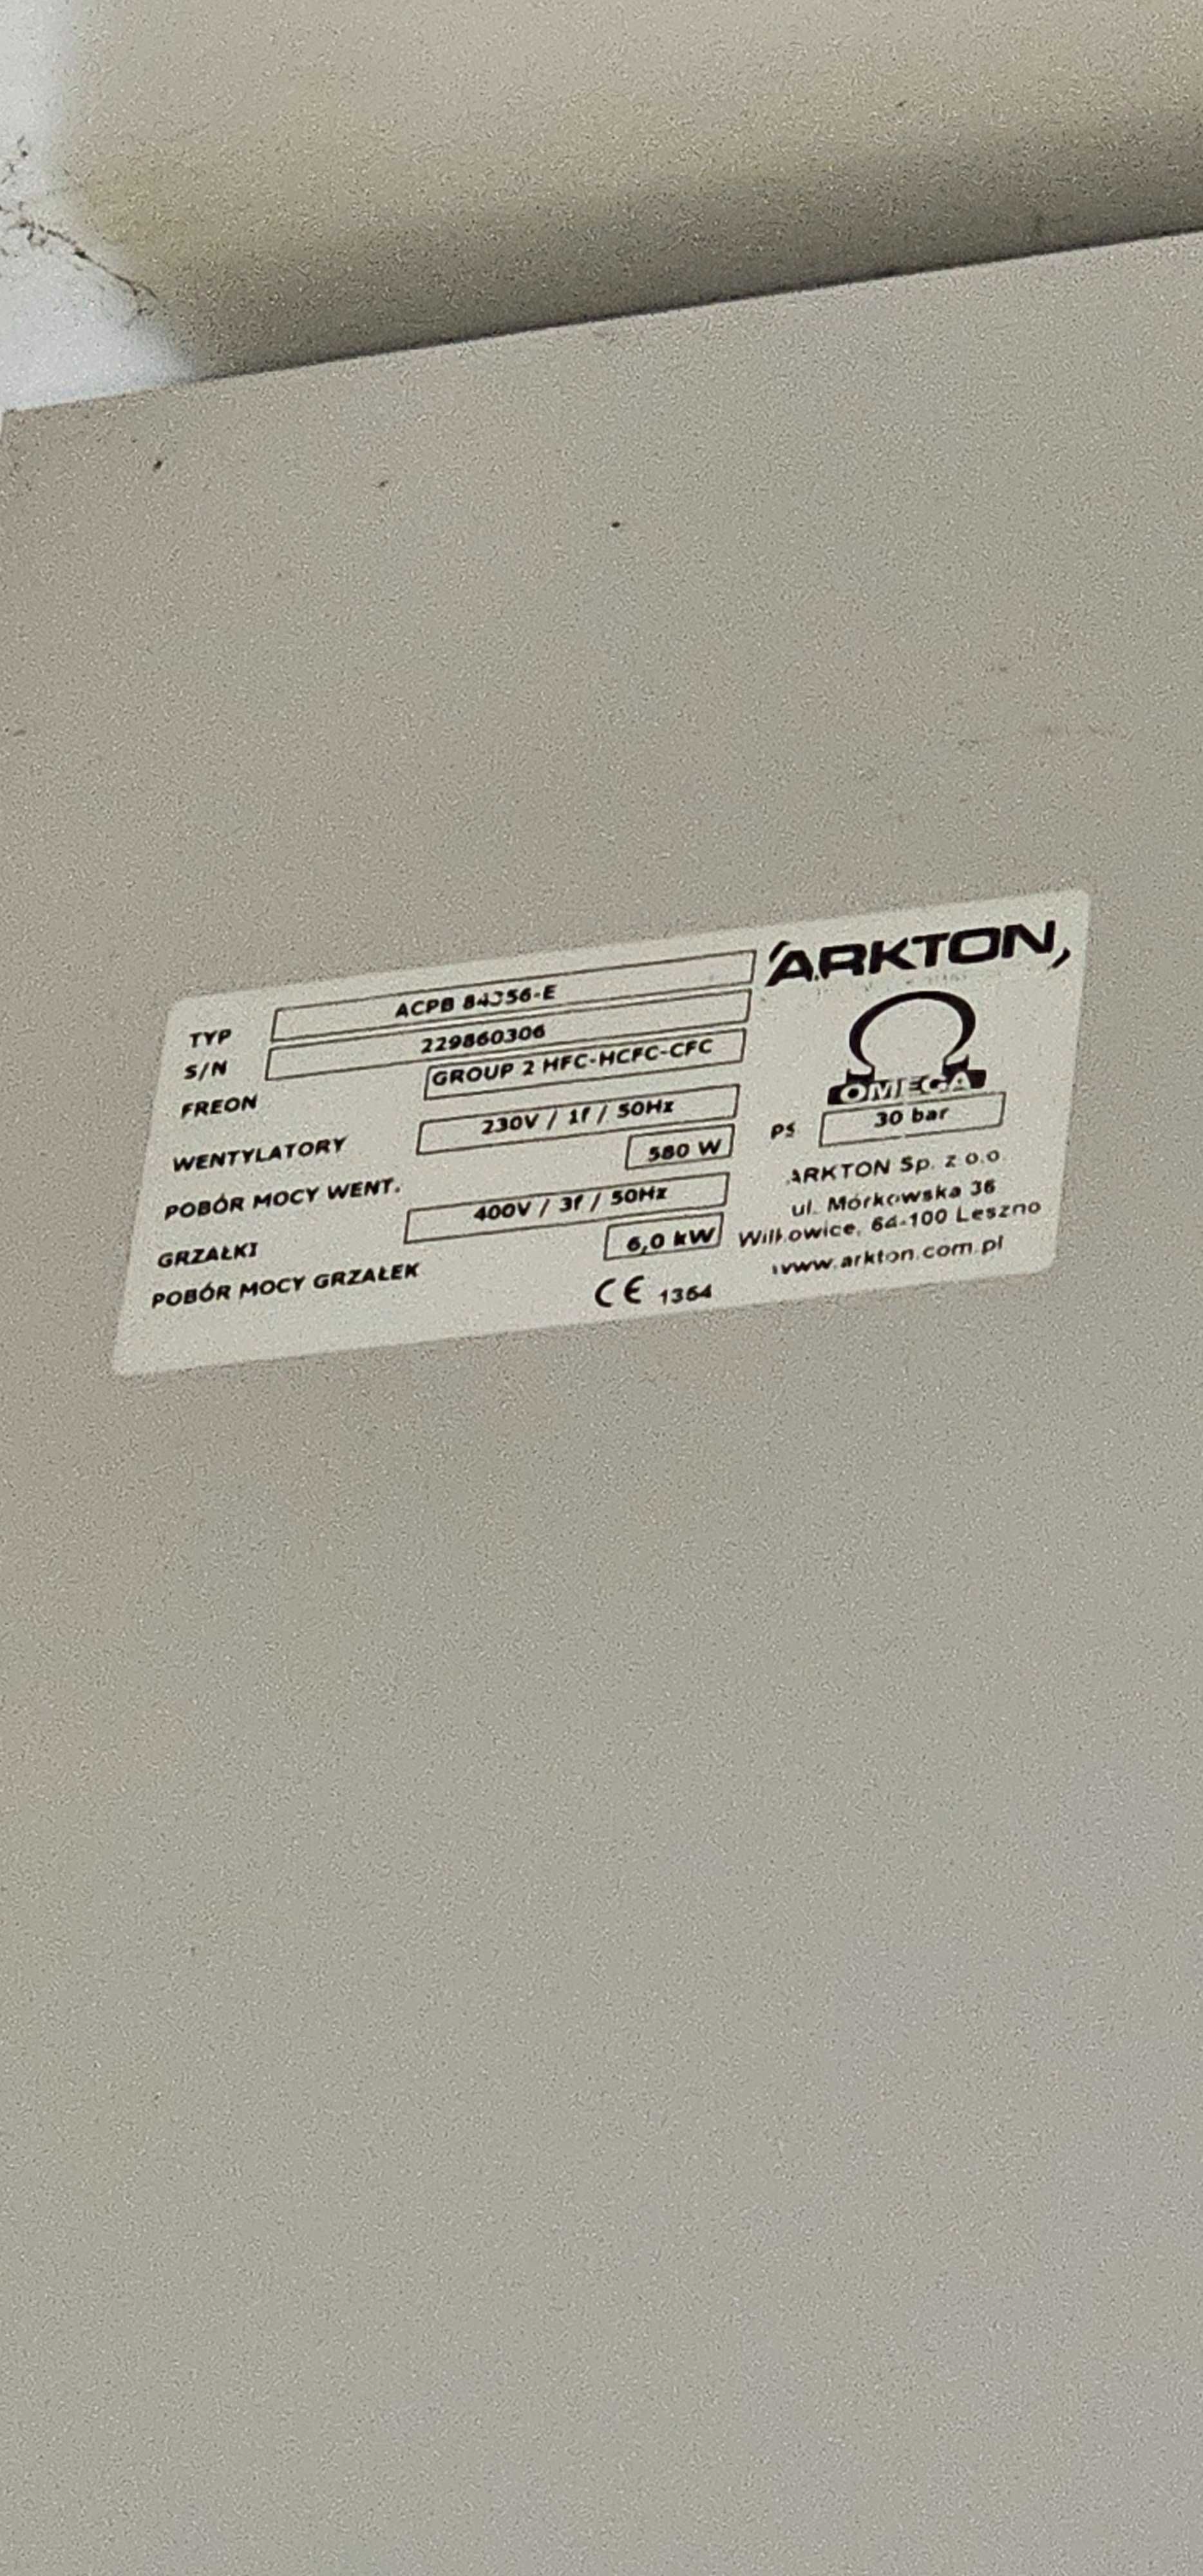 ARKTON
TYP
S/N 229860306
FREON GROUP 2 HFC-HCFC-CFC
WENTYLATORY 230V / 1f / 50Hz
POBÓR MOCY WENT. 580 W
GRZAŁKI 400V / 3f / 50Hz
POBÓR MOCY GRZAŁEK 6,0 kW
CE 1364
OMEGA
PS 30 bar
ARKTON Sp. z o.o.
ul. Mórkowska 36
Wilkowice, 64-100 Leszno
www.arkton.com.pl